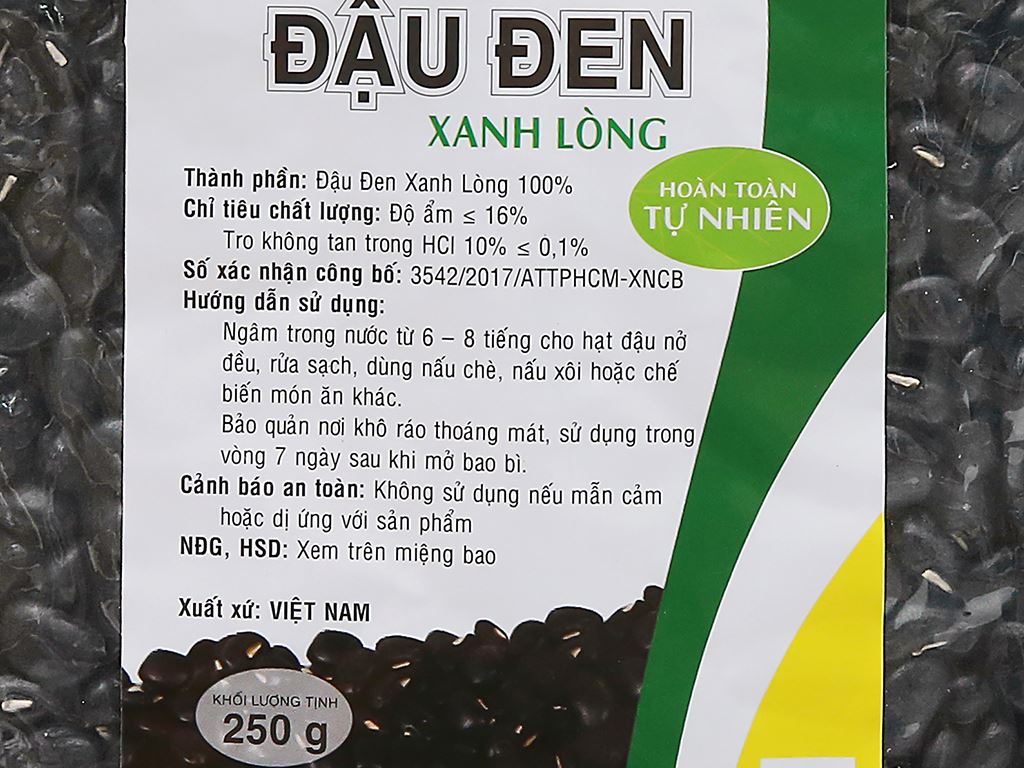 ĐẬU ĐEN
XANH LÒNG
HOÀN TOÀN
TỰ NHIÊN
Thành phần: Đậu Đen Xanh Lòng 100%
Chỉ tiêu chất lượng: Độ ẩm ≤ 16%
Tro không tan trong HCl 10% ≤ 0,1%
Số xác nhận công bố: 3542/2017/ATTPHCM-XNCB
Hướng dẫn sử dụng:
Ngâm trong nước từ 6 – 8 tiếng cho hạt đậu nở
đều, rửa sạch, dùng nấu chè, nấu xôi hoặc chế
biến món ăn khác.
Bảo quản nơi khô ráo thoáng mát, sử dụng trong
vòng 7 ngày sau khi mở bao bì.
Cảnh báo an toàn: Không sử dụng nếu mẫn cảm
hoặc dị ứng với sản phẩm
NĐG, HSD: Xem trên miệng bao
Xuất xứ: VIỆT NAM
KHỐI LƯỢNG TỊNH
250 g